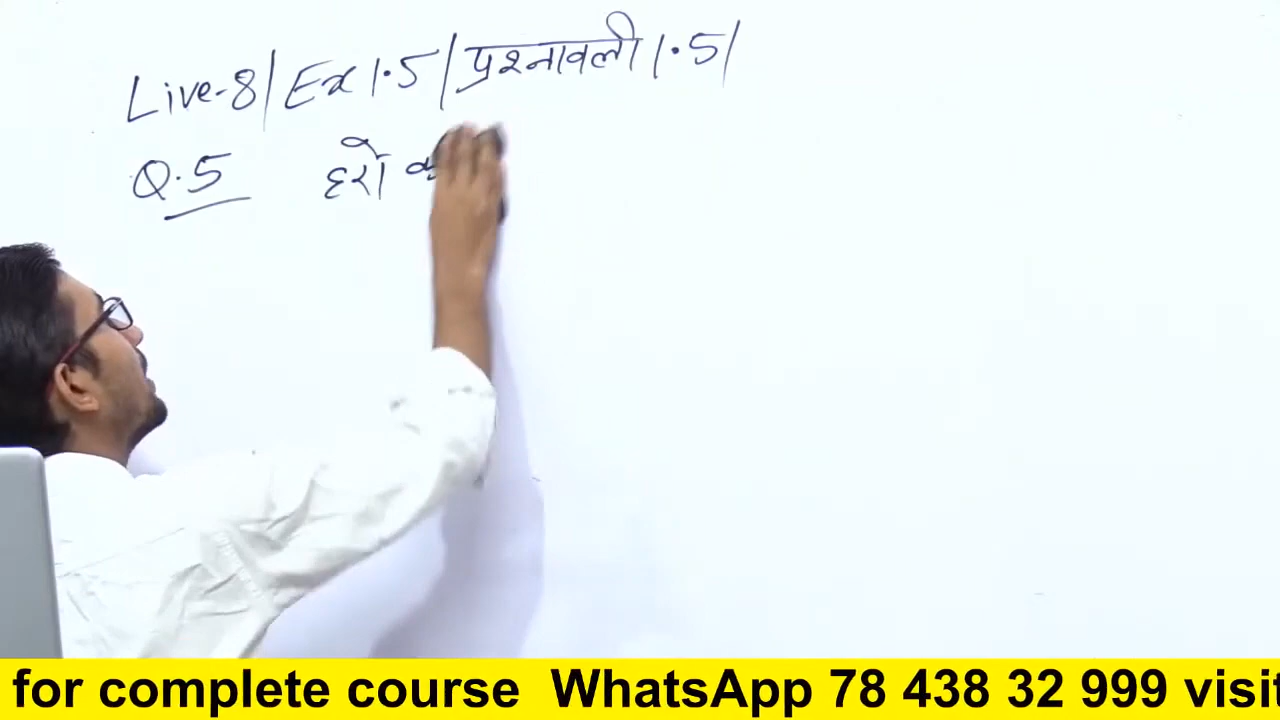 Live-8| Ex 1.5 | प्रश्नावली 1.5|
Q.5 हरो
for complete course WhatsApp 78 438 32 999 visit